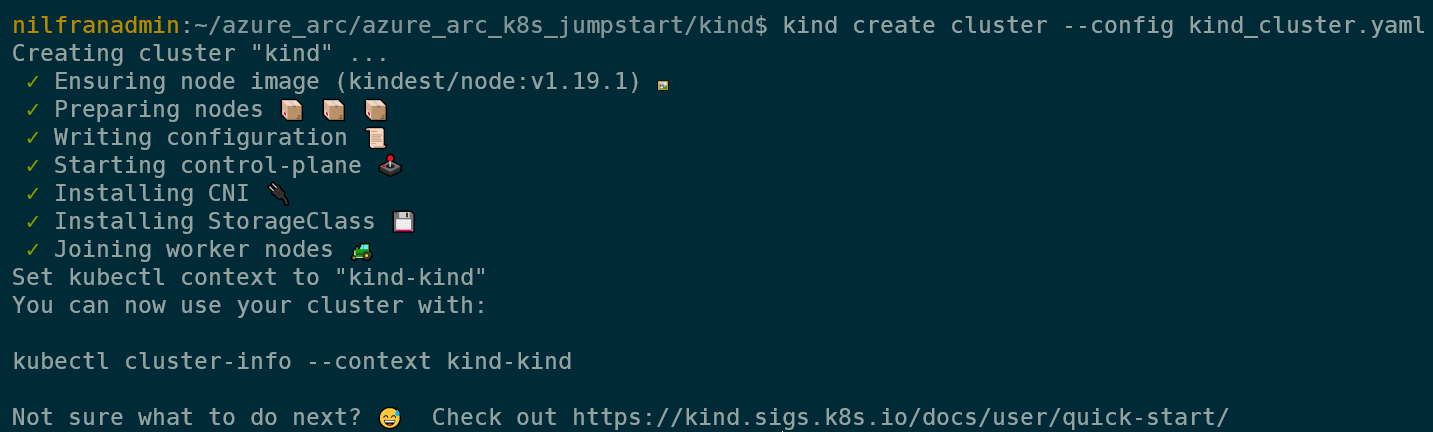 nilfranadmin:~/azure_arc/azure_arc_k8s_jumpstart/kind$ kind create cluster --config kind_cluster.yaml
Creating cluster "kind" ...
✓ Ensuring node image (kindest/node:v1.19.1) 🖼
✓ Preparing nodes 📦 📦 📦
✓ Writing configuration 📜
✓ Starting control-plane 🕹️
✓ Installing CNI 🔌
✓ Installing StorageClass 💾
✓ Joining worker nodes 🚜
Set kubectl context to "kind-kind"
You can now use your cluster with:

kubectl cluster-info --context kind-kind

Not sure what to do next? 😅  Check out https://kind.sigs.k8s.io/docs/user/quick-start/